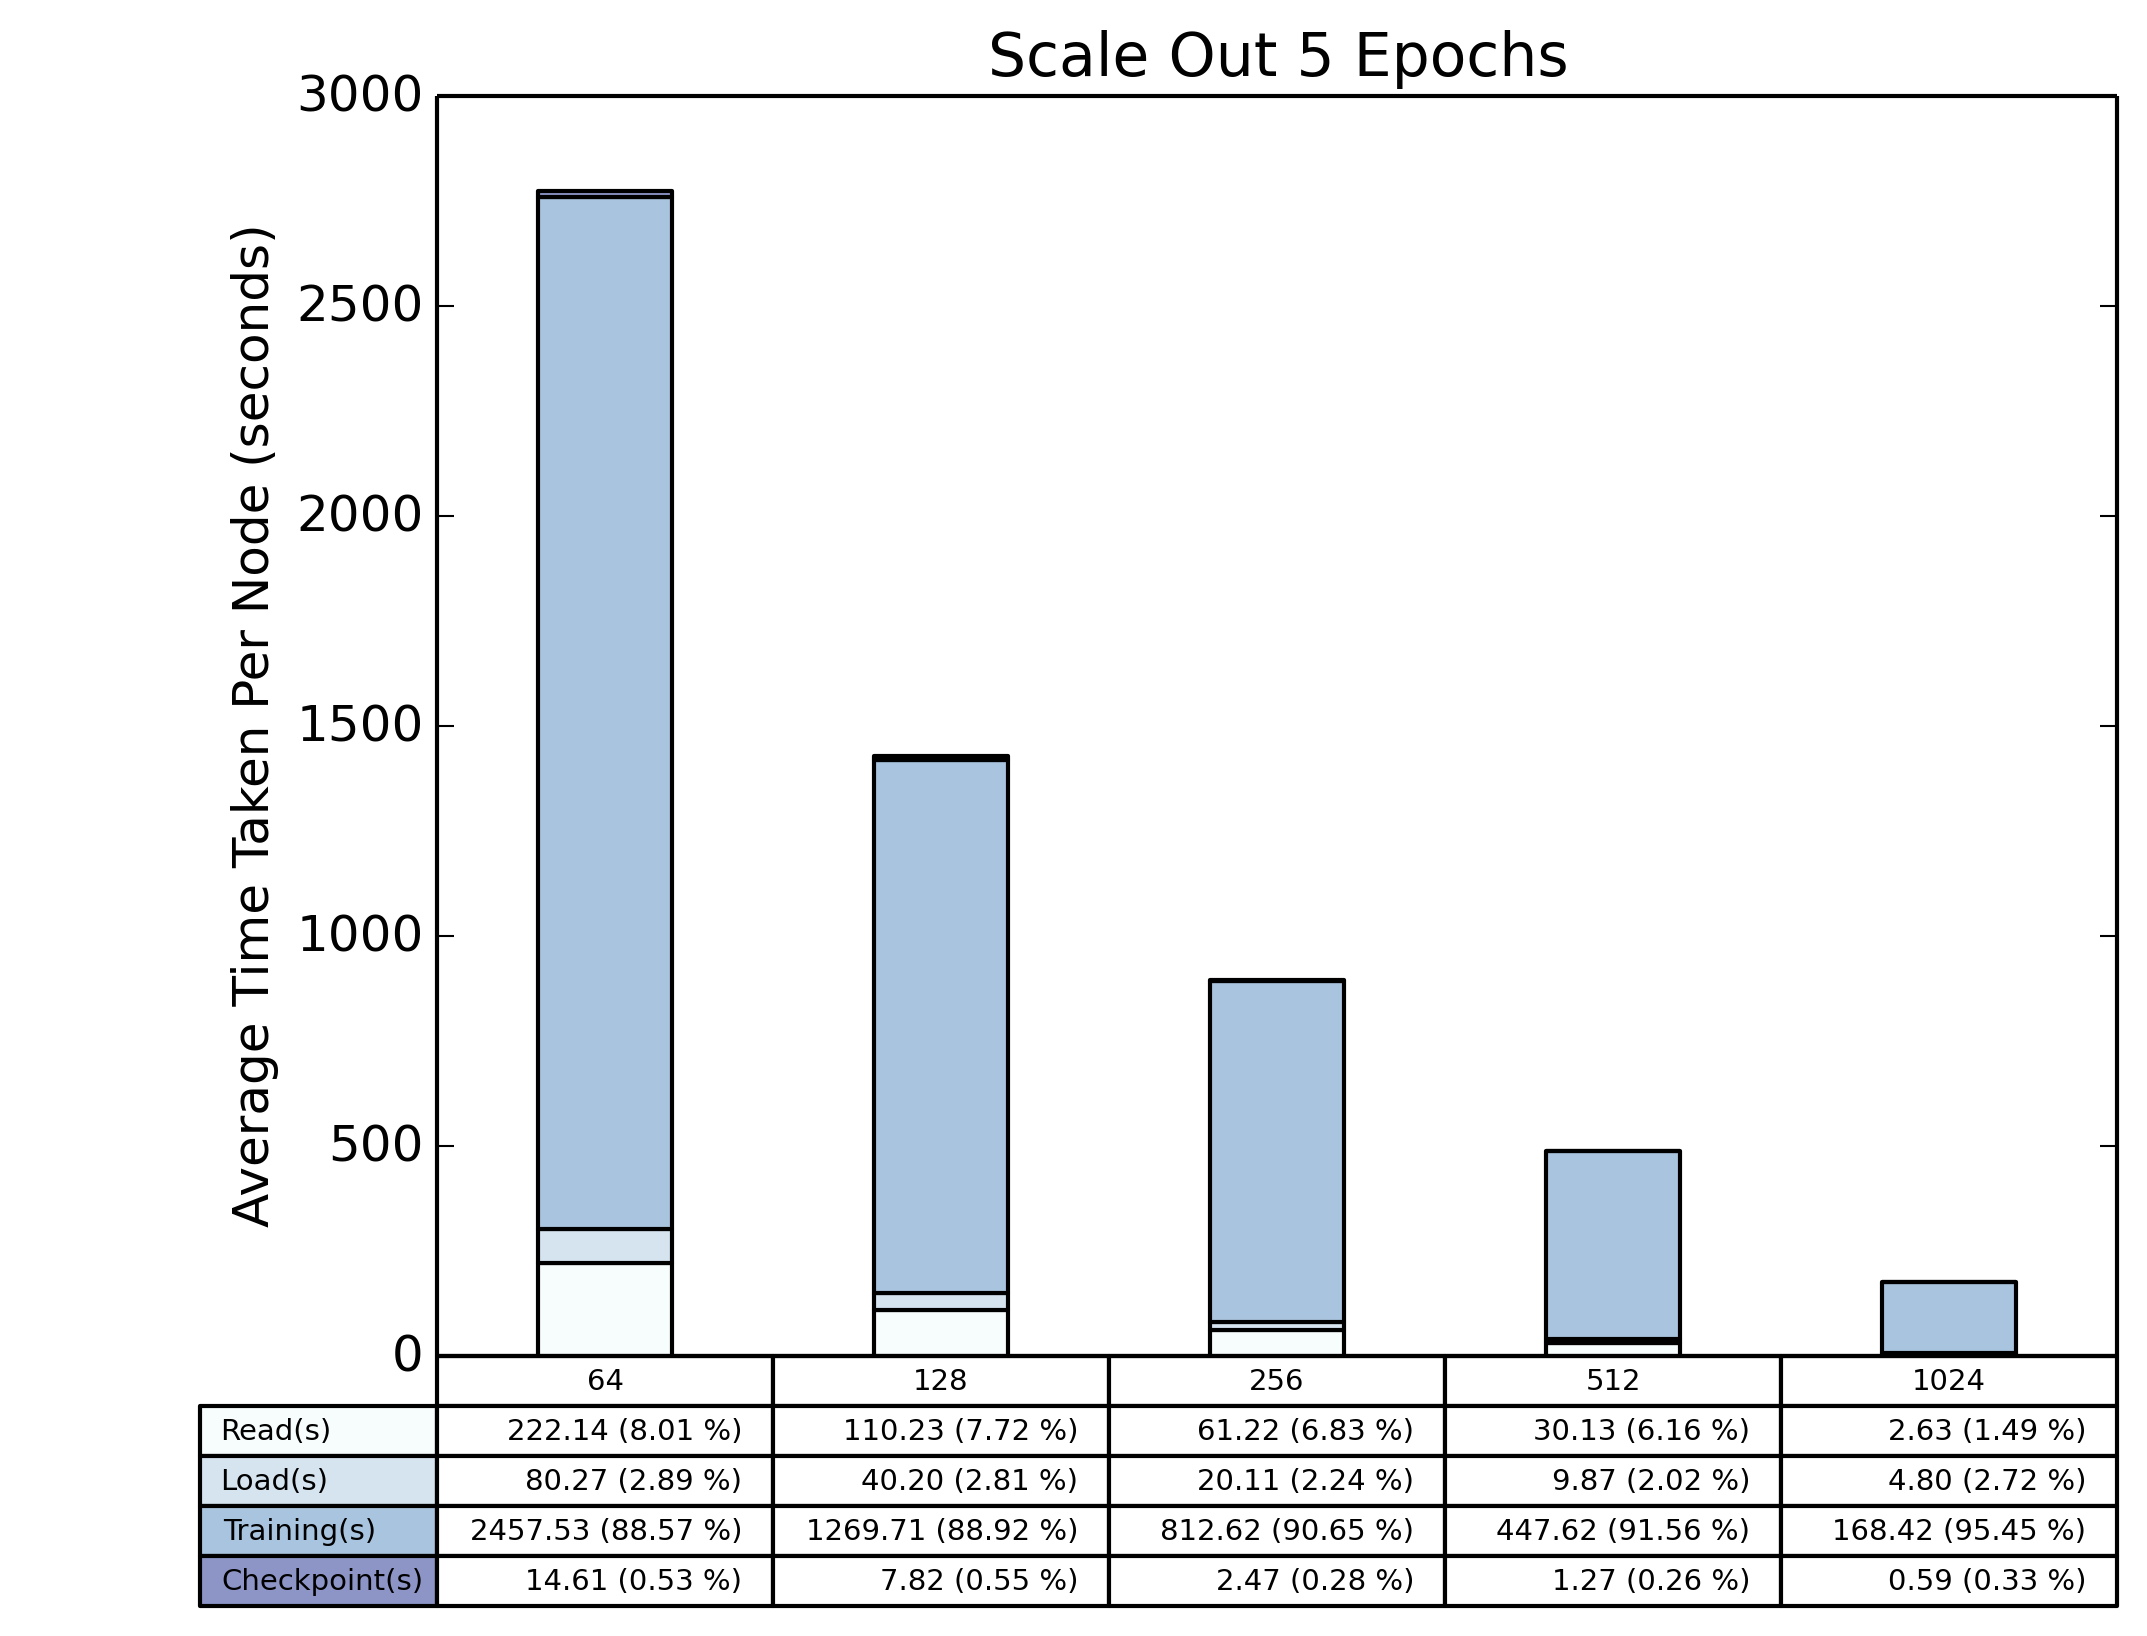 Scale Out 5 Epochs
Average Time Taken Per Node (seconds)
3000
2500
2000
1500
1000
500
0
64 128 256 512 1024
Read(s) 222.14 (8.01 %) 110.23 (7.72 %) 61.22 (6.83 %) 30.13 (6.16 %) 2.63 (1.49 %)
Load(s) 80.27 (2.89 %) 40.20 (2.81 %) 20.11 (2.24 %) 9.87 (2.02 %) 4.80 (2.72 %)
Training(s) 2457.53 (88.57 %) 1269.71 (88.92 %) 812.62 (90.65 %) 447.62 (91.56 %) 168.42 (95.45 %)
Checkpoint(s) 14.61 (0.53 %) 7.82 (0.55 %) 2.47 (0.28 %) 1.27 (0.26 %) 0.59 (0.33 %)